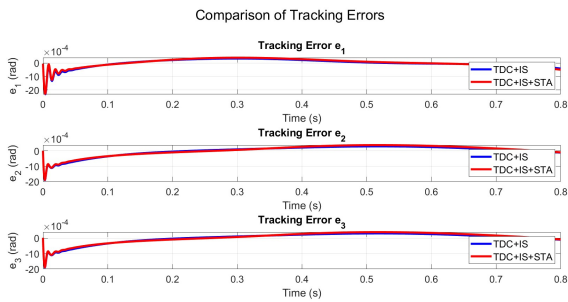 Comparison of Tracking Errors
×10⁻⁴
Tracking Error e₁
0
-10
-20
e₁ (rad)
TDC+IS
TDC+IS+STA
0 0.1 0.2 0.3 0.4 0.5 0.6 0.7 0.8
Time (s)
×10⁻⁴
Tracking Error e₂
0
-10
-20
e₂ (rad)
TDC+IS
TDC+IS+STA
0 0.1 0.2 0.3 0.4 0.5 0.6 0.7 0.8
Time (s)
×10⁻⁴
Tracking Error e₃
0
-10
-20
e₃ (rad)
TDC+IS
TDC+IS+STA
0 0.1 0.2 0.3 0.4 0.5 0.6 0.7 0.8
Time (s)